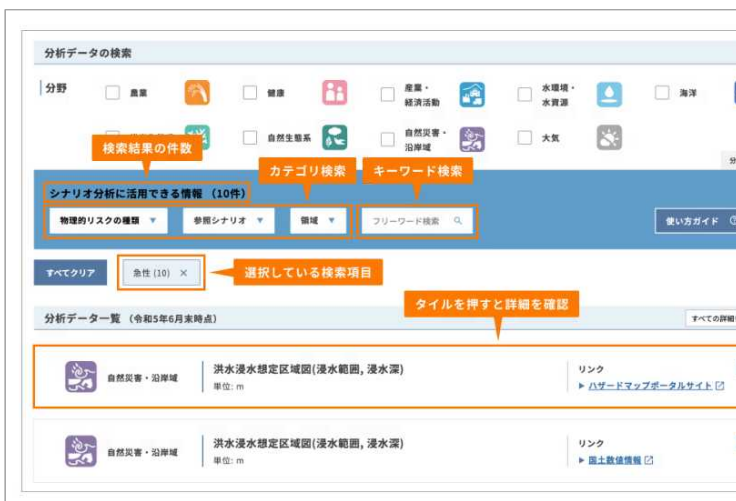 分析データの検索
分野
農業
健康
産業・
経済活動
水環境・
水資源
海洋
自然生態系
自然災害・
沿岸域
大気
検索結果の件数
カテゴリ検索
キーワード検索
シナリオ分析に活用できる情報 (10件)
物理的リスクの種類 ▼
参照シナリオ ▼
領域 ▼
フリーワード検索
使い方ガイド
すべてクリア
急性 (10) ×
選択している検索項目
タイルを押すと詳細を確認
分析データ一覧 (令和5年6月末時点)
すべての詳細
自然災害・沿岸域
洪水浸水想定区域図(浸水範囲, 浸水深)
単位: m
リンク
▶ ハザードマップポータルサイト
自然災害・沿岸域
洪水浸水想定区域図(浸水範囲, 浸水深)
単位: m
リンク
▶ 国土数値情報